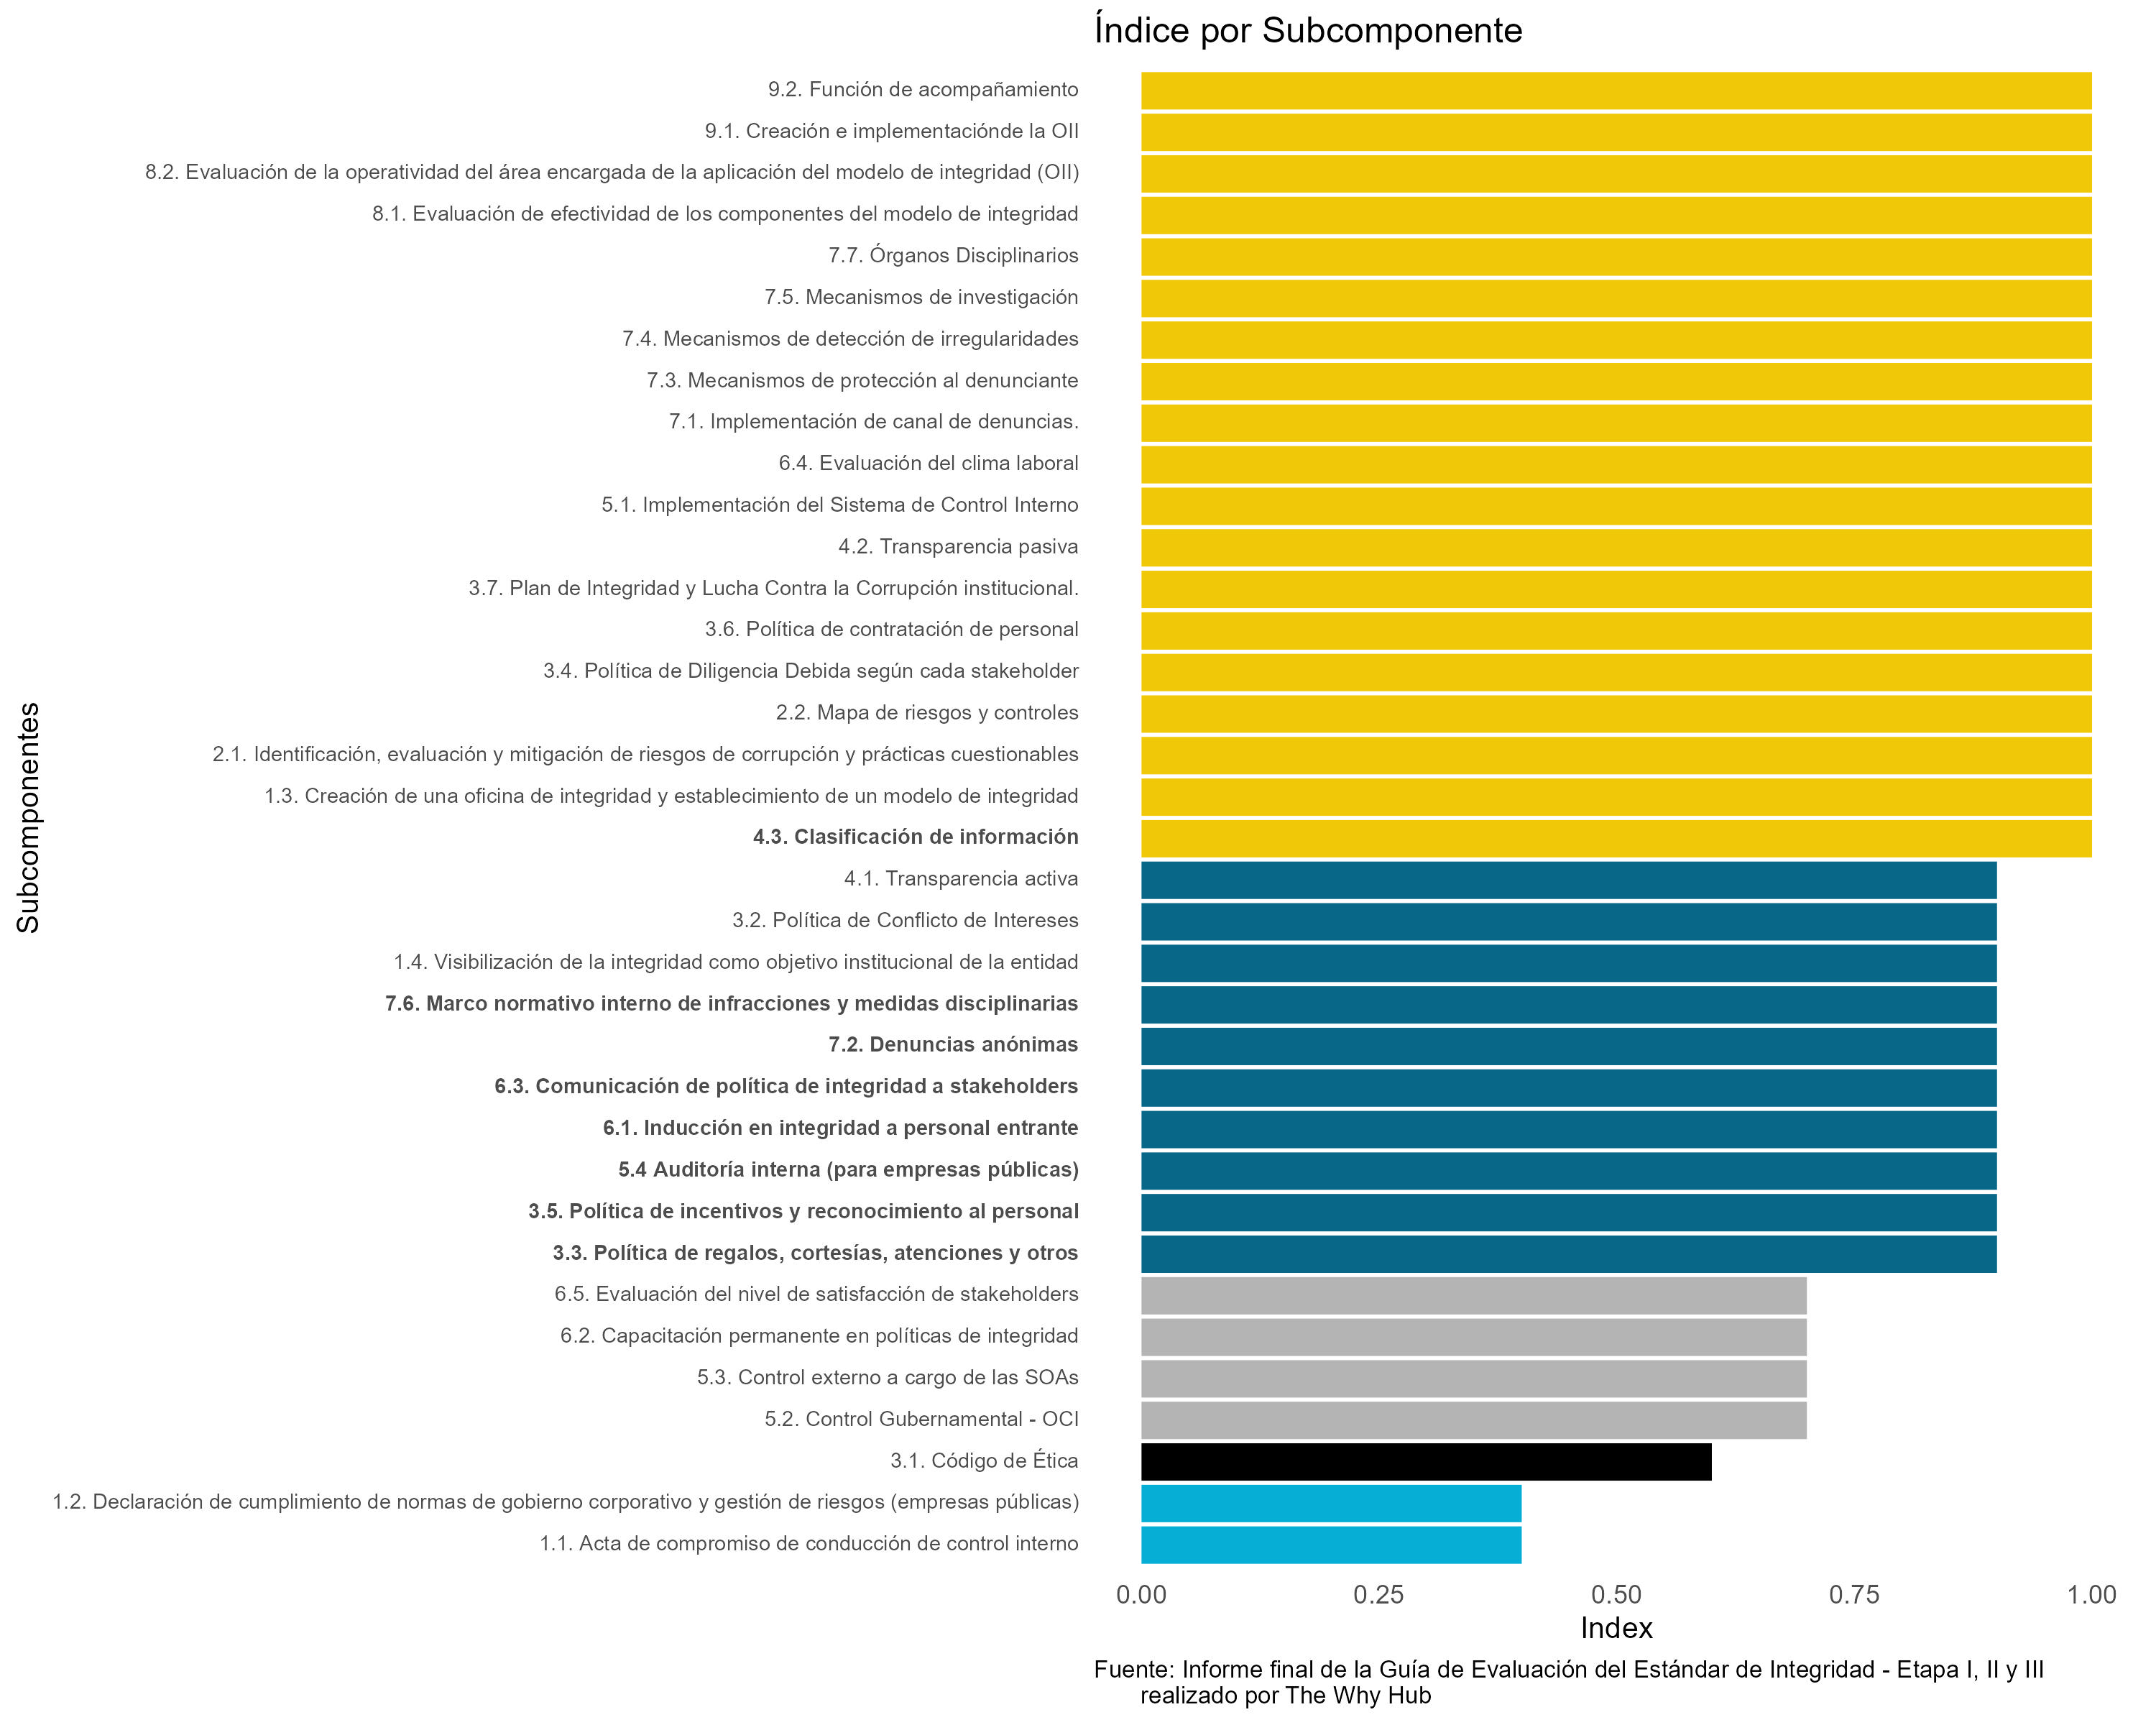 Índice por Subcomponente
9.2. Función de acompañamiento
9.1. Creación e implementaciónde la OII
8.2. Evaluación de la operatividad del área encargada de la aplicación del modelo de integridad (OII)
8.1. Evaluación de efectividad de los componentes del modelo de integridad
7.7. Órganos Disciplinarios
7.5. Mecanismos de investigación
7.4. Mecanismos de detección de irregularidades
7.3. Mecanismos de protección al denunciante
7.1. Implementación de canal de denuncias.
6.4. Evaluación del clima laboral
5.1. Implementación del Sistema de Control Interno
4.2. Transparencia pasiva
3.7. Plan de Integridad y Lucha Contra la Corrupción institucional.
3.6. Política de contratación de personal
3.4. Política de Diligencia Debida según cada stakeholder
2.2. Mapa de riesgos y controles
2.1. Identificación, evaluación y mitigación de riesgos de corrupción y prácticas cuestionables
1.3. Creación de una oficina de integridad y establecimiento de un modelo de integridad
4.3. Clasificación de información
4.1. Transparencia activa
3.2. Política de Conflicto de Intereses
1.4. Visibilización de la integridad como objetivo institucional de la entidad
7.6. Marco normativo interno de infracciones y medidas disciplinarias
7.2. Denuncias anónimas
6.3. Comunicación de política de integridad a stakeholders
6.1. Inducción en integridad a personal entrante
5.4 Auditoría interna (para empresas públicas)
3.5. Política de incentivos y reconocimiento al personal
3.3. Política de regalos, cortesías, atenciones y otros
6.5. Evaluación del nivel de satisfacción de stakeholders
6.2. Capacitación permanente en políticas de integridad
5.3. Control externo a cargo de las SOAs
5.2. Control Gubernamental - OCI
3.1. Código de Ética
1.2. Declaración de cumplimiento de normas de gobierno corporativo y gestión de riesgos (empresas públicas)
1.1. Acta de compromiso de conducción de control interno
Subcomponentes
0.00 0.25 0.50 0.75 1.00
Index
Fuente: Informe final de la Guía de Evaluación del Estándar de Integridad - Etapa I, II y III
realizado por The Why Hub